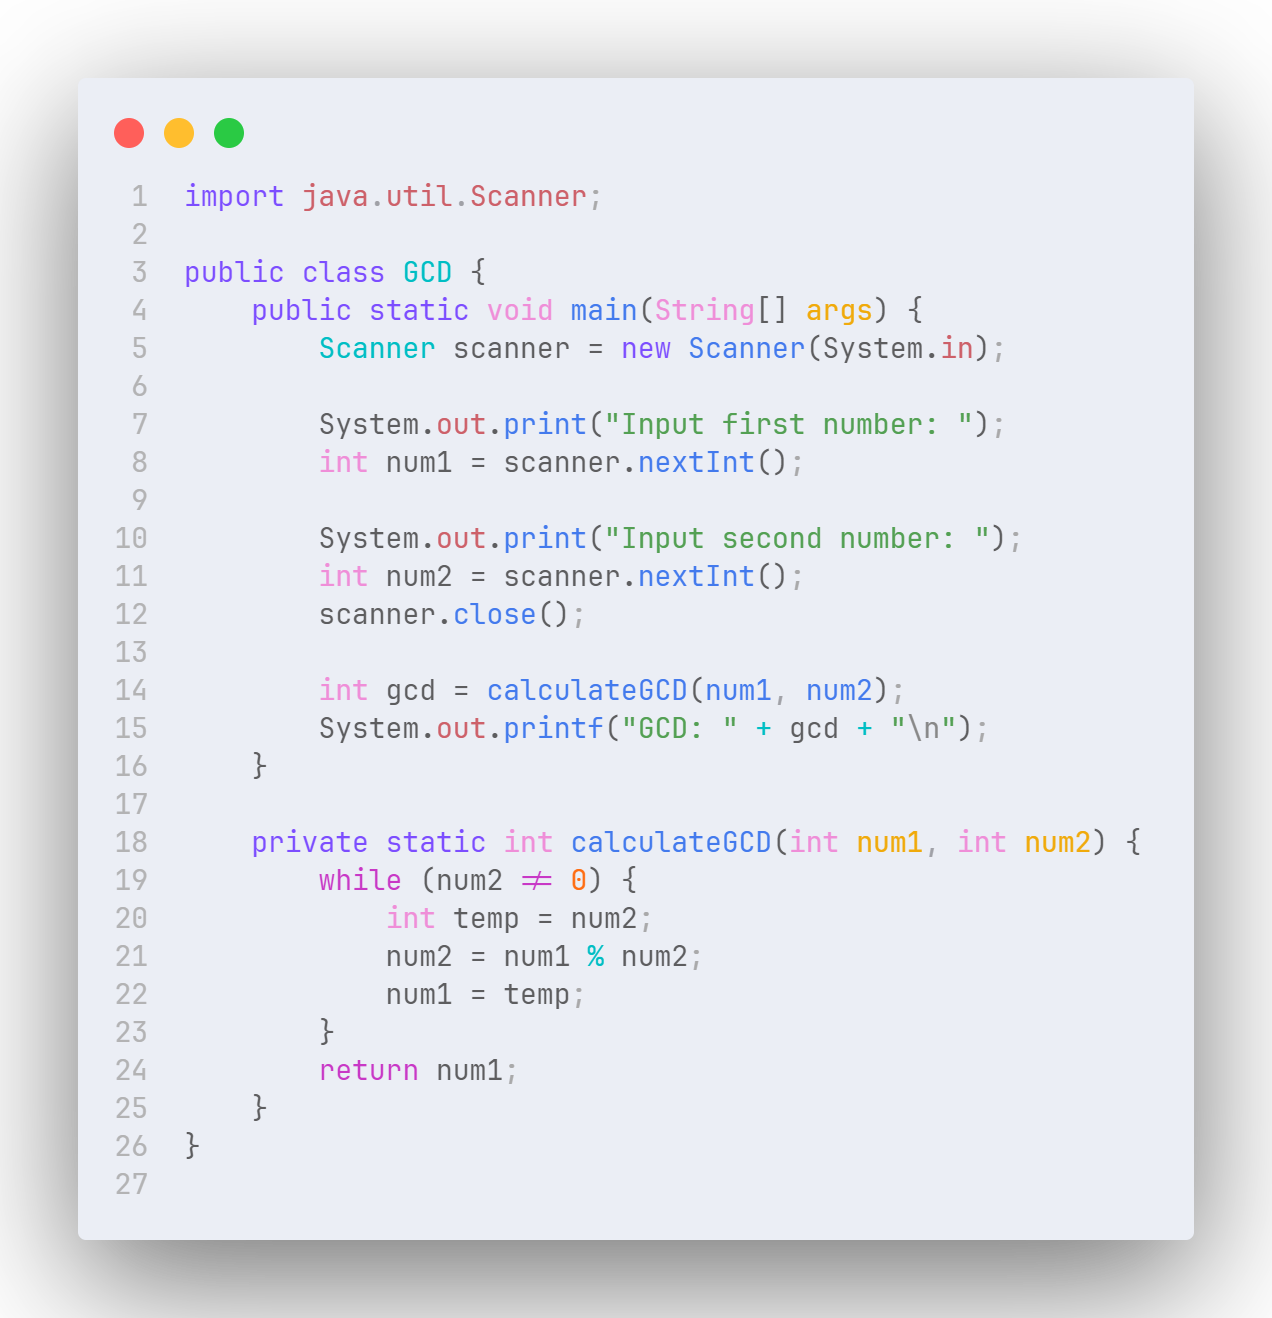 1 import java.util.Scanner;
2
3 public class GCD {
4     public static void main(String[] args) {
5         Scanner scanner = new Scanner(System.in);
6
7         System.out.print("Input first number: ");
8         int num1 = scanner.nextInt();
9
10         System.out.print("Input second number: ");
11         int num2 = scanner.nextInt();
12         scanner.close();
13
14         int gcd = calculateGCD(num1, num2);
15         System.out.printf("GCD: " + gcd + "\n");
16     }
17
18     private static int calculateGCD(int num1, int num2) {
19         while (num2 != 0) {
20             int temp = num2;
21             num2 = num1 % num2;
22             num1 = temp;
23         }
24         return num1;
25     }
26 }
27